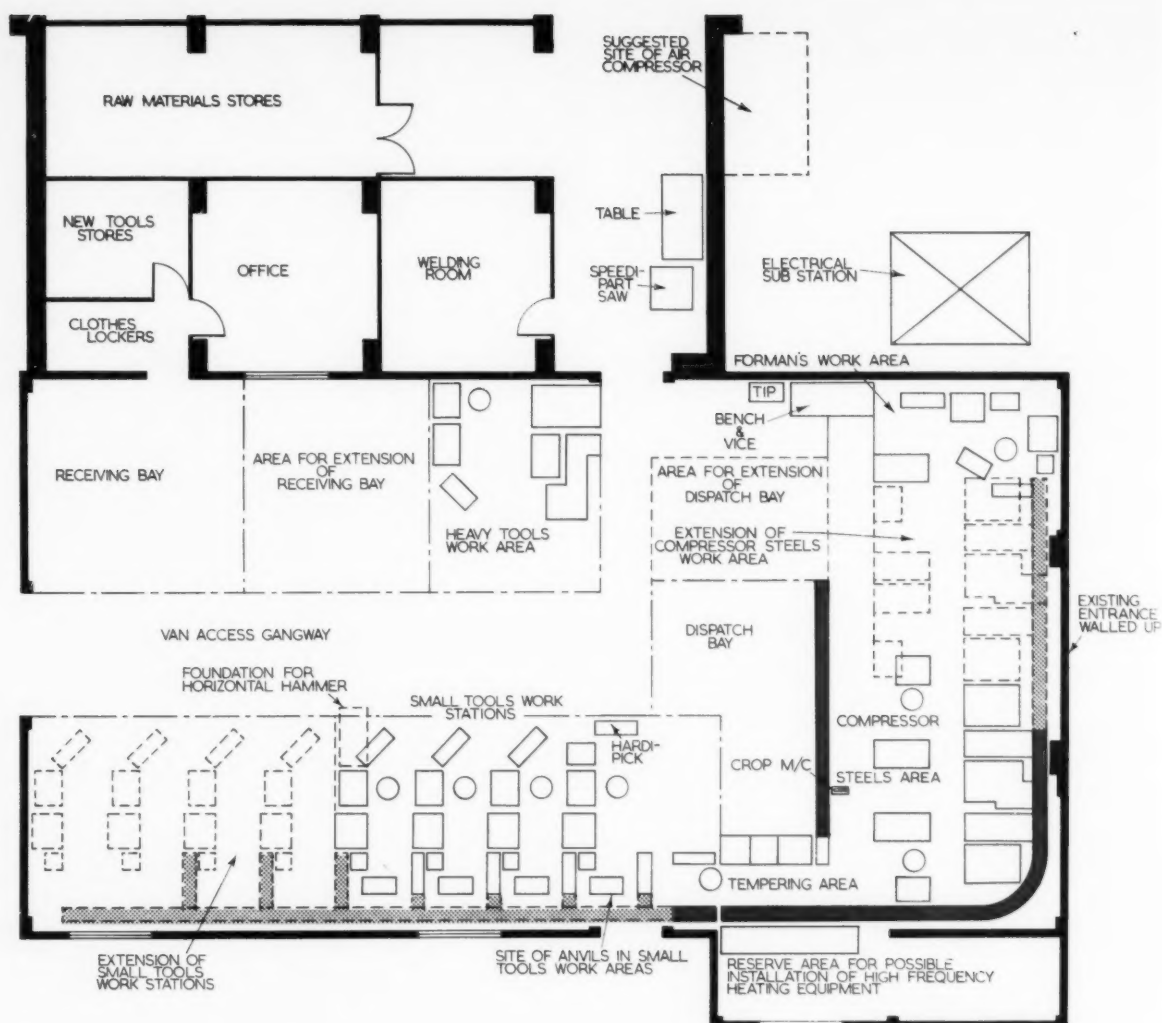 SUGGESTED
SITE OF AIR
COMPRESSOR
RAW MATERIALS STORES
TABLE
NEW TOOLS
STORES
OFFICE
WELDING
ROOM
SPEEDI-
PART
SAW
ELECTRICAL
SUB STATION
CLOTHES
LOCKERS
FORMAN'S WORK AREA
TIP
BENCH
&
VICE
RECEIVING BAY
AREA FOR EXTENSION
OF
RECEIVING BAY
HEAVY TOOLS
WORK AREA
AREA FOR EXTENSION
OF
DISPATCH BAY
EXTENSION OF
COMPRESSOR STEELS
WORK AREA
EXISTING
ENTRANCE
WALLED UP
VAN ACCESS GANGWAY
DISPATCH
BAY
FOUNDATION FOR
HORIZONTAL HAMMER
SMALL TOOLS WORK
STATIONS
HARDI-
PICK
COMPRESSOR
CROP M/C
STEELS AREA
TEMPERING AREA
EXTENSION OF
SMALL TOOLS
WORK STATIONS
SITE OF ANVILS IN SMALL
TOOLS WORK AREAS
RESERVE AREA FOR POSSIBLE
INSTALLATION OF HIGH FREQUENCY
HEATING EQUIPMENT